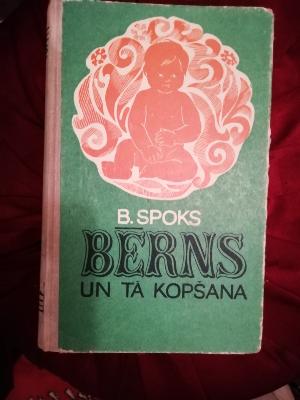 B. SPOKS
BĒRNS
UN TĀ KOPŠANA